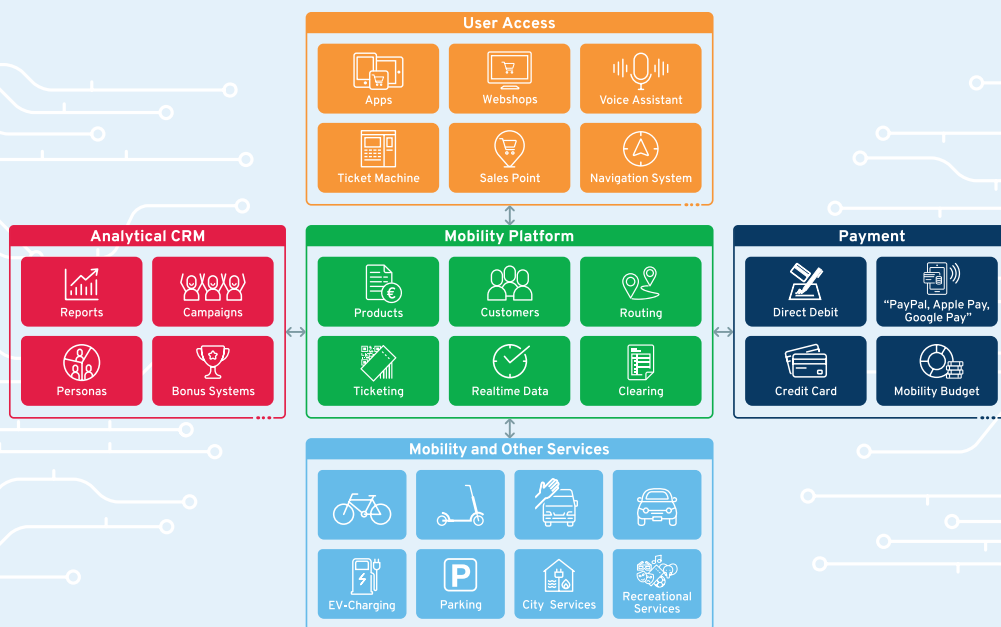 User Access
Apps
Webshops
Voice Assistant
Ticket Machine
Sales Point
Navigation System
Analytical CRM
Reports
Campaigns
Personas
Bonus Systems
Mobility Platform
Products
Customers
Routing
Ticketing
Realtime Data
Clearing
Payment
Direct Debit
“PayPal, Apple Pay,
Google Pay”
Credit Card
Mobility Budget
Mobility and Other Services
EV-Charging
P
Parking
City Services
Recreational
Services